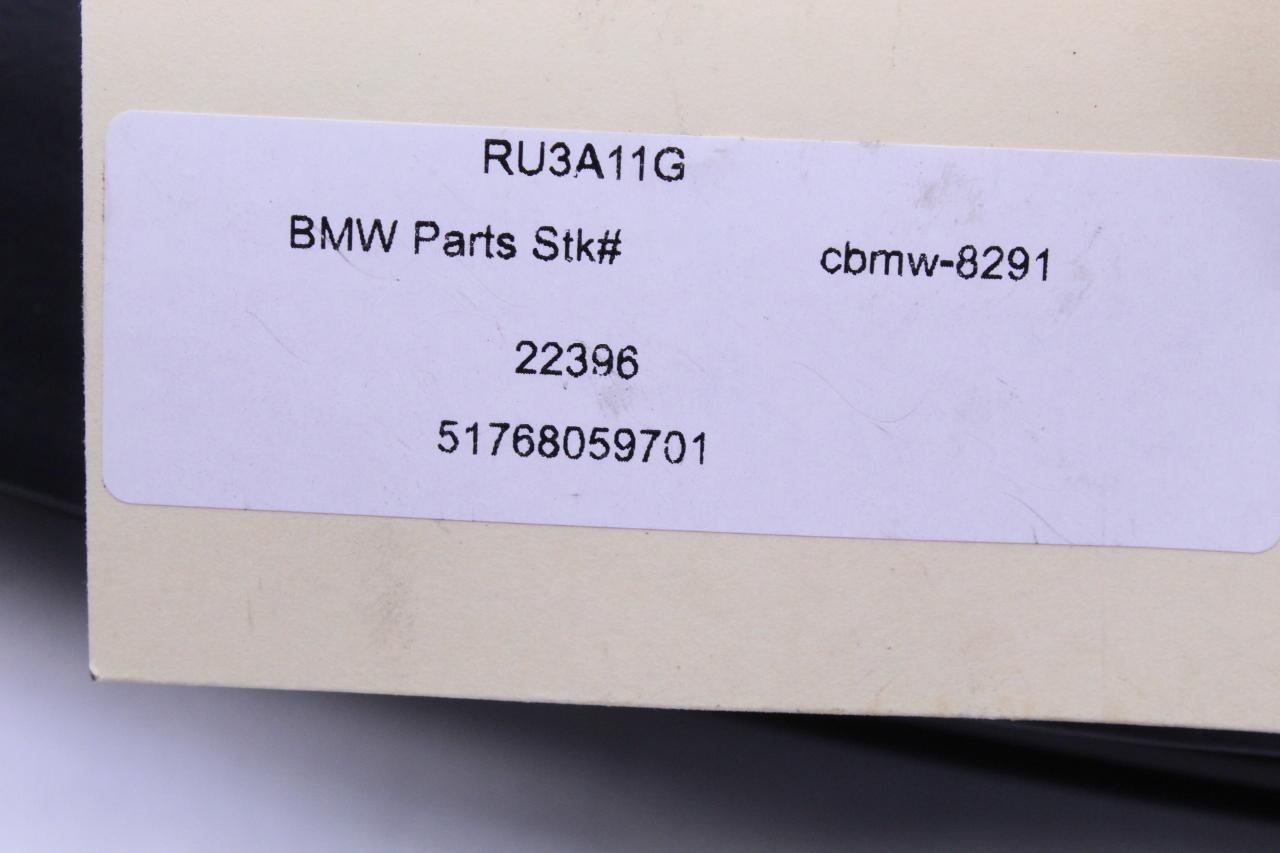 RU3A11G
BMW Parts Stk# cbmw-8291
22396
51768059701